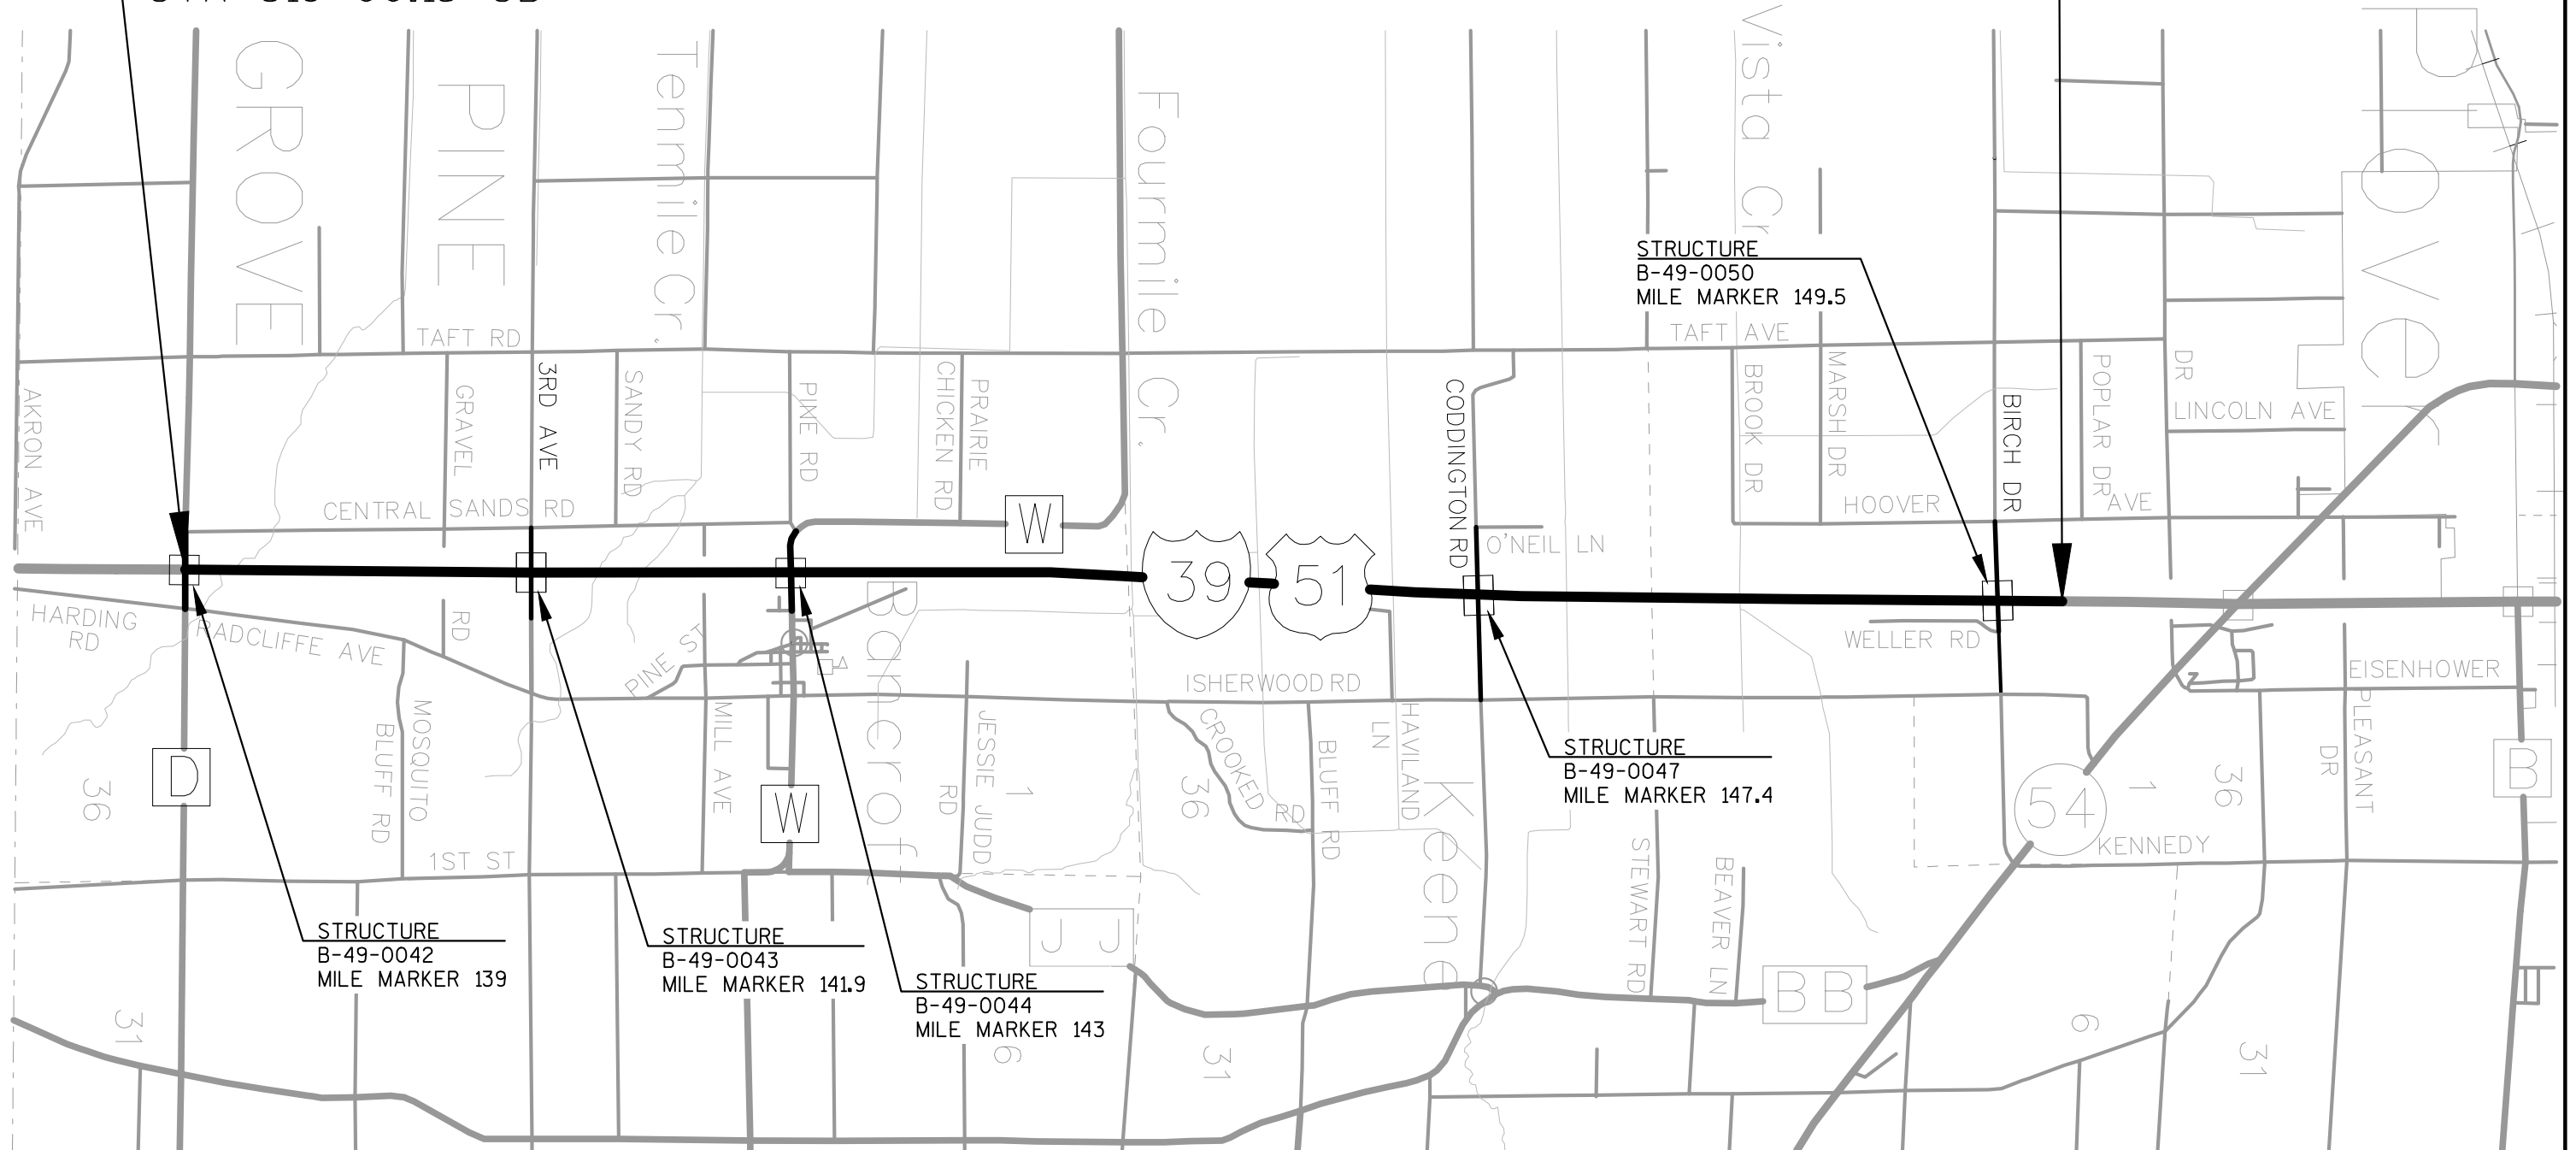 GROVE
PINE
Tenmile Cr.
Fourmile Cr.
Vista Cr.
Plover
STRUCTURE
B-49-0050
MILE MARKER 149.5
TAFT RD
TAFT AVE
AKRON AVE
GRAVEL
RD
3RD AVE
SANDY RD
PINE RD
PRAIRIE
CHICKEN RD
CODDINGTON RD
BROOK DR
MARSH DR
BIRCH DR
POPLAR DR
DR
LINCOLN AVE
CENTRAL SANDS RD
W
HOOVER AVE
O'NEIL LN
39
51
HARDING
RD
RADCLIFFE AVE
PINE ST
Bancroft
WELLER RD
ISHERWOOD RD
EISENHOWER
D
36
MOSQUITO
BLUFF RD
MILL AVE
W
JESSIE JUDD
RD
1
36
CROOKED RD
BLUFF RD
HAVILAND
LN
Keene
STRUCTURE
B-49-0047
MILE MARKER 147.4
54
1
36
PLEASANT
DR
B
1ST ST
KENNEDY
STEWART RD
BEAVER LN
STRUCTURE
B-49-0042
MILE MARKER 139
STRUCTURE
B-49-0043
MILE MARKER 141.9
STRUCTURE
B-49-0044
MILE MARKER 143
JJ
BB
31
6
31
6
31